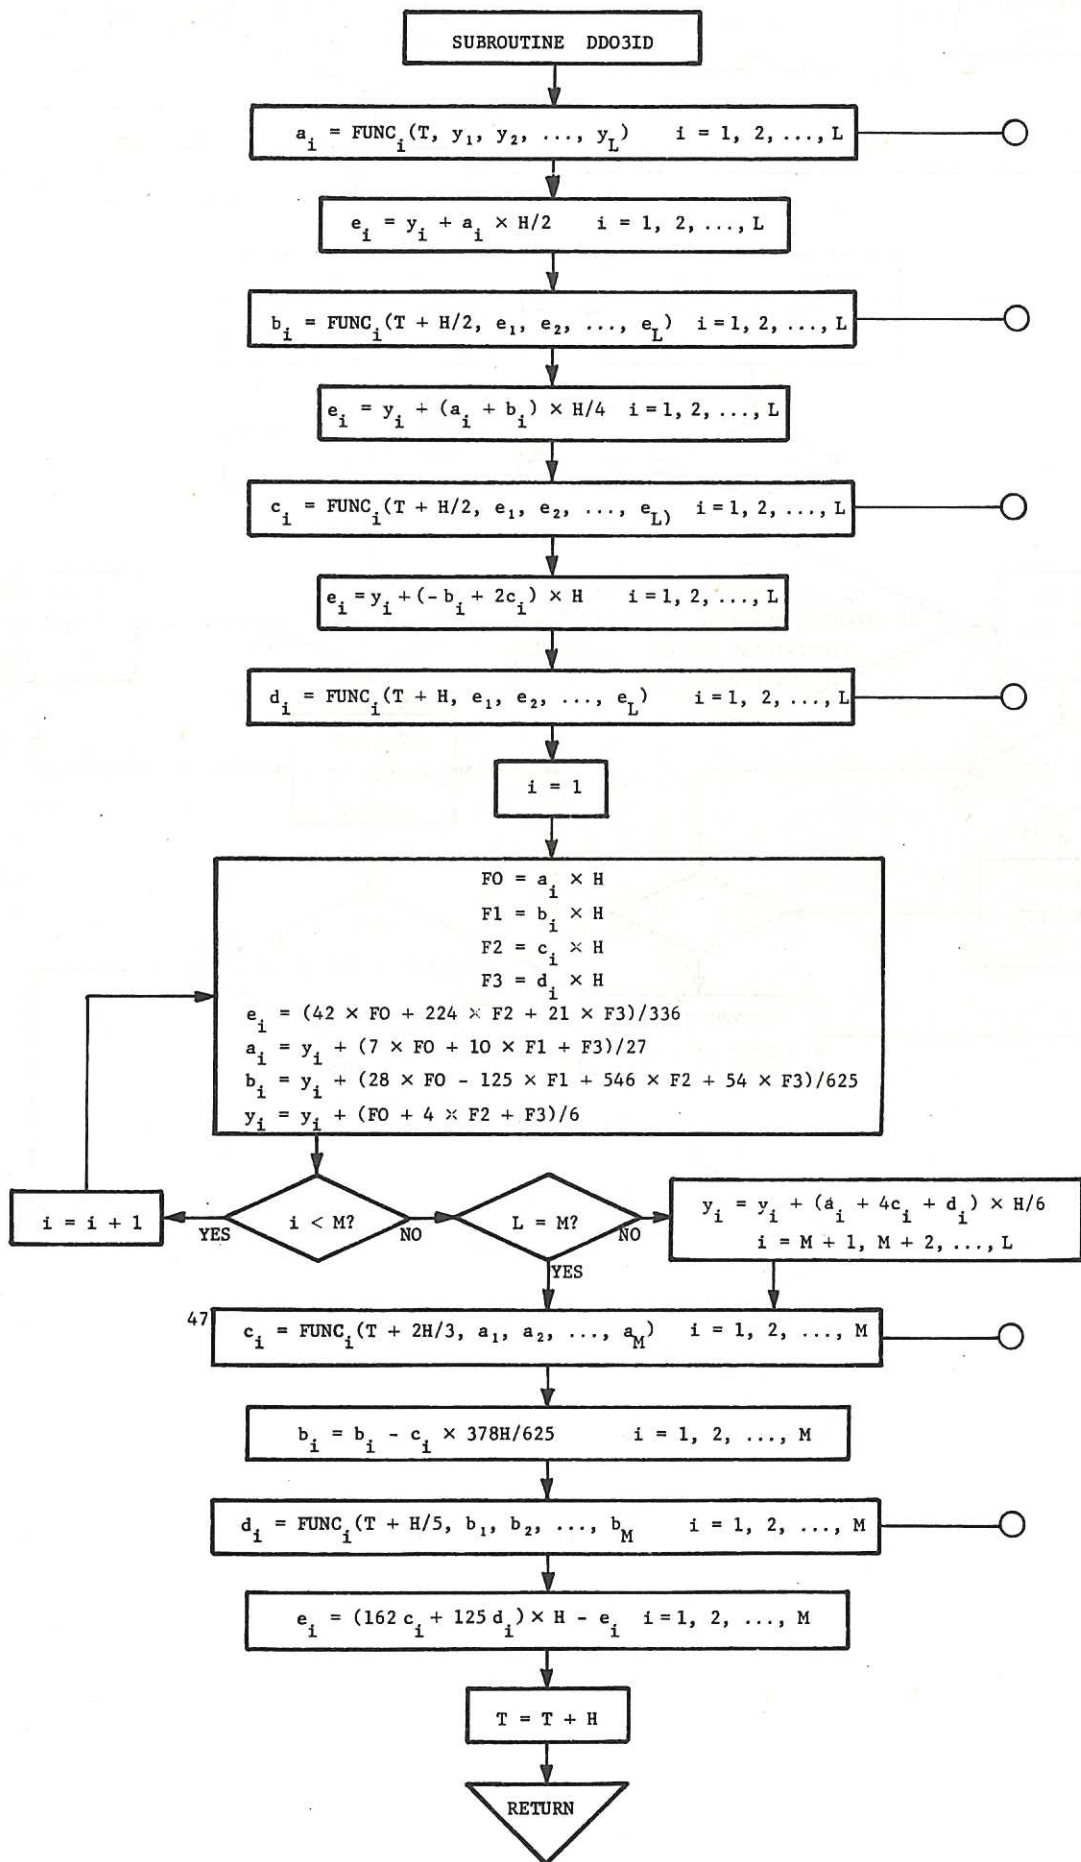 SUBROUTINE DDO3ID
a_i = FUNC_i(T, y_1, y_2, ..., y_L) i = 1, 2, ..., L
e_i = y_i + a_i × H/2 i = 1, 2, ..., L
b_i = FUNC_i(T + H/2, e_1, e_2, ..., e_L) i = 1, 2, ..., L
e_i = y_i + (a_i + b_i) × H/4 i = 1, 2, ..., L
c_i = FUNC_i(T + H/2, e_1, e_2, ..., e_L) i = 1, 2, ..., L
e_i = y_i + (- b_i + 2c_i) × H i = 1, 2, ..., L
d_i = FUNC_i(T + H, e_1, e_2, ..., e_L) i = 1, 2, ..., L
i = 1
FO = a_i × H
F1 = b_i × H
F2 = c_i × H
F3 = d_i × H
e_i = (42 × FO + 224 × F2 + 21 × F3)/336
a_i = y_i + (7 × FO + 10 × F1 + F3)/27
b_i = y_i + (28 × FO - 125 × F1 + 546 × F2 + 54 × F3)/625
y_i = y_i + (FO + 4 × F2 + F3)/6
i = i + 1
YES
i < M?
NO
L = M?
NO
YES
y_i = y_i + (a_i + 4c_i + d_i) × H/6
i = M + 1, M + 2, ..., L
47
c_i = FUNC_i(T + 2H/3, a_1, a_2, ..., a_M) i = 1, 2, ..., M
b_i = b_i - c_i × 378H/625 i = 1, 2, ..., M
d_i = FUNC_i(T + H/5, b_1, b_2, ..., b_M i = 1, 2, ..., M
e_i = (162 c_i + 125 d_i) × H - e_i i = 1, 2, ..., M
T = T + H
RETURN